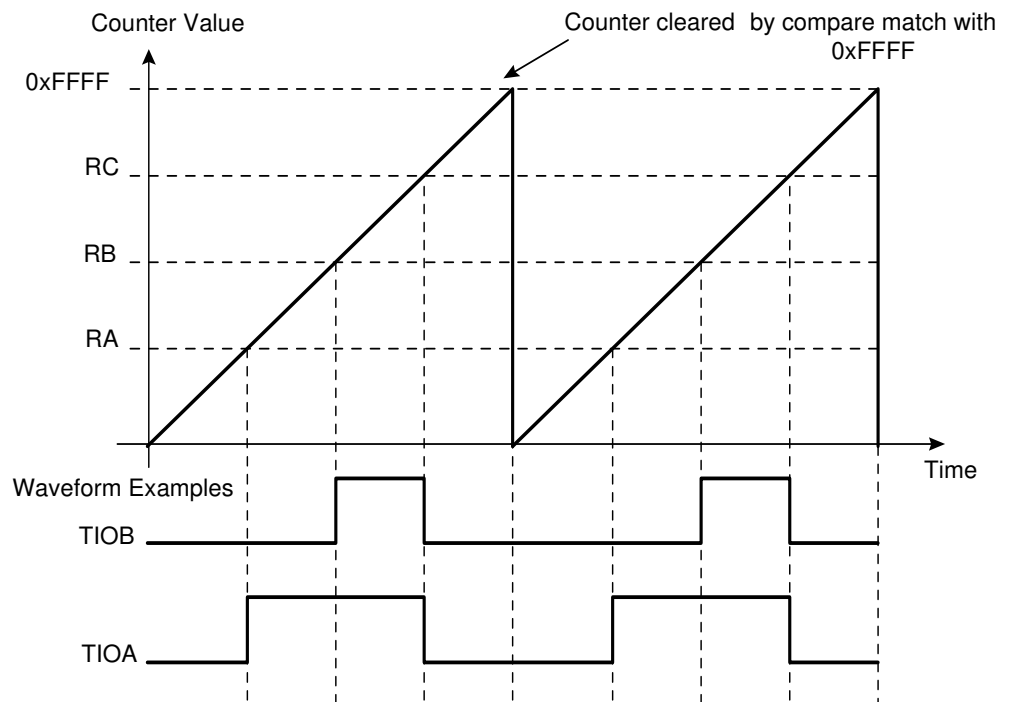 Counter Value
Counter cleared by compare match with
0xFFFF
0xFFFF
RC
RB
RA
Time
Waveform Examples
TIOB
TIOA